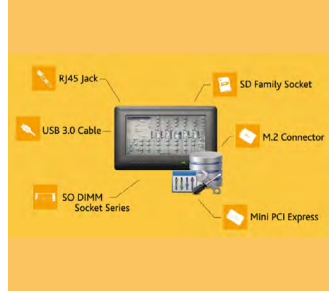 RJ45 Jack
SD Family Socket
USB 3.0 Cable
M.2 Connector
SO DIMM
Socket Series
Mini PCI Express